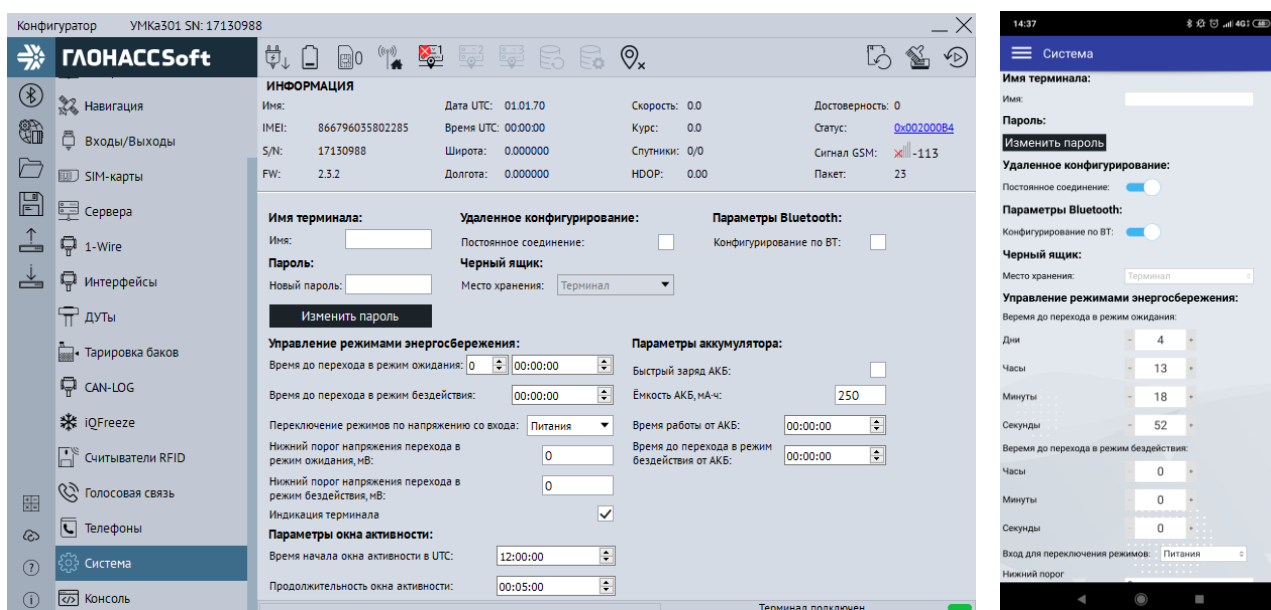 Конфигуратор УМКа301 SN: 17130988
ГЛОНАССSoft
0
Навигация
Входы/Выходы
SIM-карты
Сервера
1-Wire
Интерфейсы
ДУТы
Тарировка баков
CAN-LOG
iQFreeze
Считыватели RFID
Голосовая связь
Телефоны
Система
Консоль
ИНФОРМАЦИЯ
Имя: Дата UTC: 01.01.70 Скорость: 0.0 Достоверность: 0
IMEI: 866796035802285 Время UTC: 00:00:00 Курс: 0.0 Статус: 0x002000B4
S/N: 17130988 Широта: 0.000000 Спутники: 0/0 Сигнал GSM: -113
FW: 2.3.2 Долгота: 0.000000 HDOP: 0.00 Пакет: 23
Имя терминала: Удаленное конфигурирование: Параметры Bluetooth:
Имя: Постоянное соединение: Конфигурирование по BT:
Пароль: Черный ящик:
Новый пароль: Место хранения: Терминал
Изменить пароль
Управление режимами энергосбережения: Параметры аккумулятора:
Время до перехода в режим ожидания: 0 00:00:00 Быстрый заряд АКБ:
Время до перехода в режим бездействия: 00:00:00 Ёмкость АКБ, мА·ч: 250
Переключение режимов по напряжению со входа: Питания Время работы от АКБ: 00:00:00
Нижний порог напряжения перехода в
режим ожидания, мВ: 0
Время до перехода в режим
бездействия от АКБ: 00:00:00
Нижний порог напряжения перехода в
режим бездействия, мВ: 0
Индикация терминала
Параметры окна активности:
Время начала окна активности в UTC: 12:00:00
Продолжительность окна активности: 00:05:00
Терминал подключен
14:37 4G
Система
Имя терминала:
Имя:
Пароль:
Изменить пароль
Удаленное конфигурирование:
Постоянное соединение:
Параметры Bluetooth:
Конфигурирование по BT:
Черный ящик:
Место хранения: Терминал
Управление режимами энергосбережения:
Веремя до перехода в режим ожидания:
Дни - 4 +
Часы - 13 +
Минуты - 18 +
Секунды - 52 +
Веремя до перехода в режим бездействия:
Часы - 0 +
Минуты - 0 +
Секунды - 0 +
Вход для переключения режимов: Питания
Нижний порог